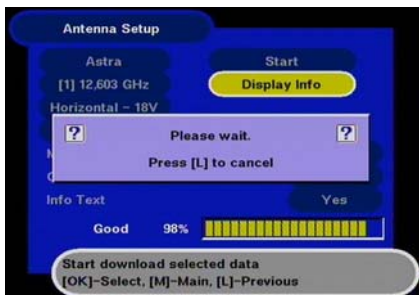 Antenna Setup
Astra
Start
[1] 12,603 GHz
Display Info
Horizontal - 18V
? Please wait. ?
Press [L] to cancel
Info Text
Yes
Good 98%
Start download selected data
[OK]-Select, [M]-Main, [L]-Previous